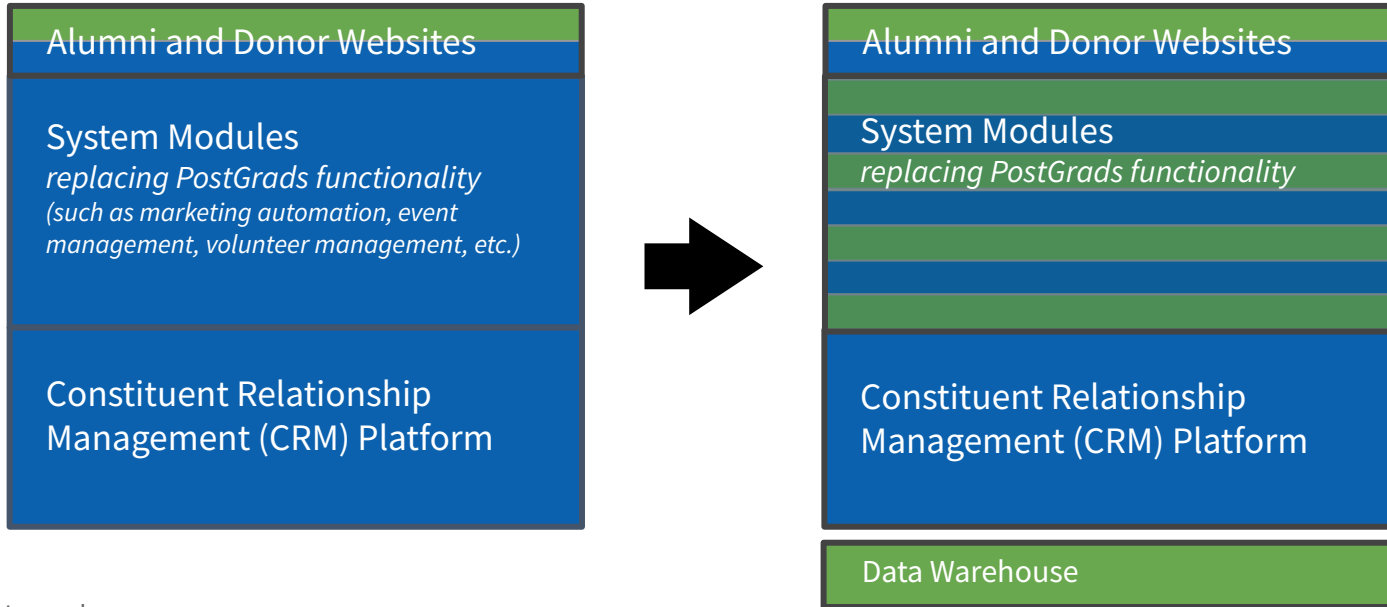 Alumni and Donor Websites
System Modules
replacing PostGrads functionality
(such as marketing automation, event
management, volunteer management, etc.)
Constituent Relationship
Management (CRM) Platform
Alumni and Donor Websites
System Modules
replacing PostGrads functionality
Constituent Relationship
Management (CRM) Platform
Data Warehouse